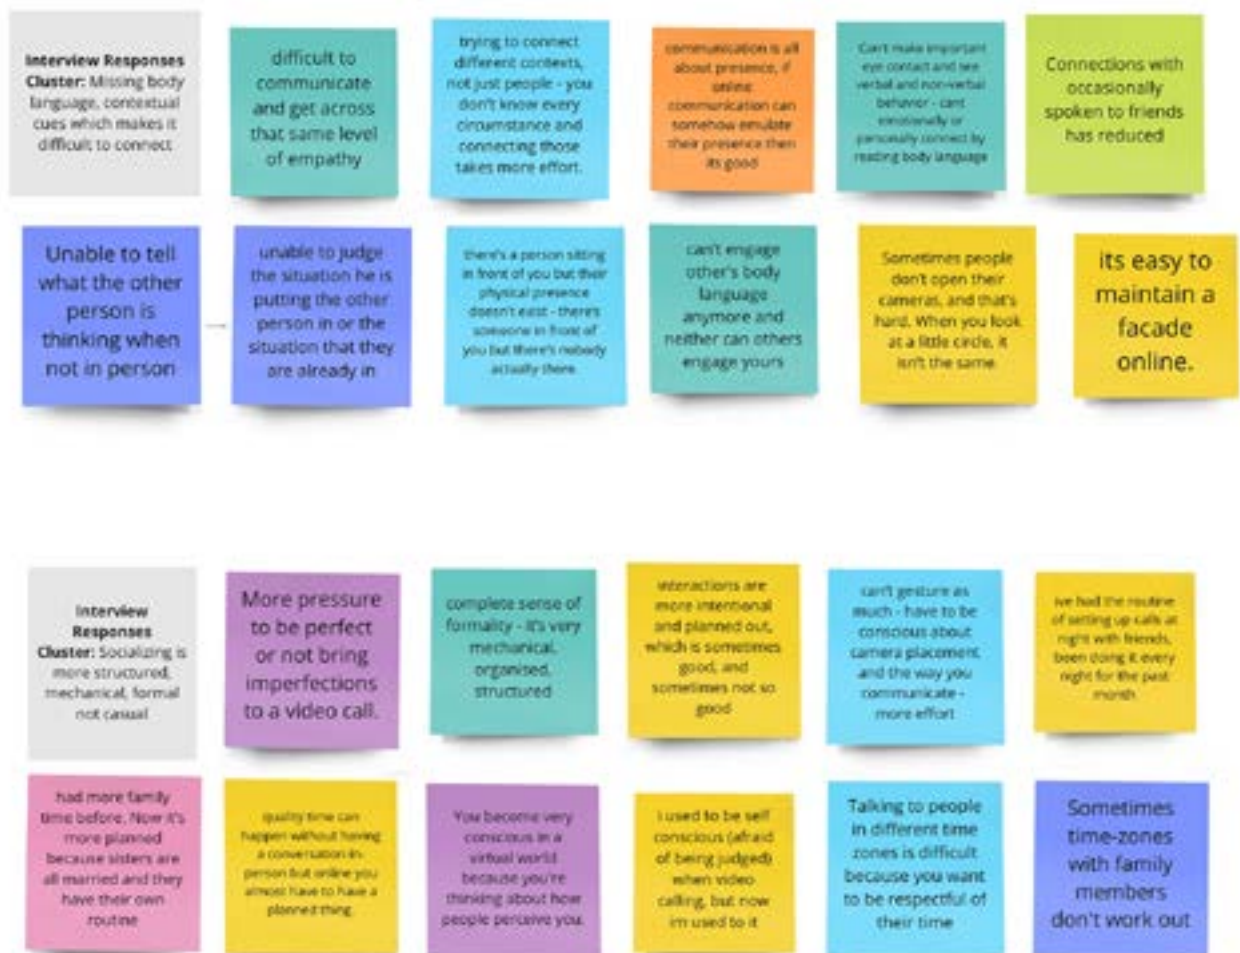 Interview Responses
Cluster: Missing body
language, contextual
cues which makes it
difficult to connect
difficult to
communicate
and get across
that same level
of empathy
trying to connect
different contexts,
not just people - you
don't know every
circumstance and
connecting those
takes more effort.
communication is all
about presence, if
online
communication can
somehow emulate
their presence then
its good
Can't make important
eye contact and see
verbal and non-verbal
behavior - cant
emotionally or
personally connect by
reading body language
Connections with
occasionally
spoken to friends
has reduced
Unable to tell
what the other
person is
thinking when
not in person
unable to judge
the situation he is
putting the other
person in or the
situation that they
are already in
there's a person sitting
in front of you but their
physical presence
doesn't exist - there's
someone in front of
you but there's nobody
actually there
can't engage
other's body
language
anymore and
neither can others
engage yours
Sometimes people
don't open their
cameras, and that's
hard. When you look
at a little circle, it
isn't the same.
its easy to
maintain a
facade
online.
Interview
Responses
Cluster: Socializing is
more structured,
mechanical, formal
not casual
More pressure
to be perfect
or not bring
imperfections
to a video call.
complete sense of
formality - it's very
mechanical,
organised,
structured
interactions are
more intentional
and planned out,
which is sometimes
good, and
sometimes not so
good
can't gesture as
much - have to be
conscious about
camera placement
and the way you
communicate -
more effort
ive had the routine
of setting up calls at
night with friends,
been doing it every
night for the past
month
had more family
time before. Now it's
more planned
because sisters are
all married and they
have their own
routine
quality time can
happen without having
a conversation in-
person but online you
almost have to have a
planned thing.
You become very
conscious in a
virtual world
because you're
thinking about how
people perceive you.
I used to be self
conscious (afraid
of being judged)
when video
calling, but now
im used to it
Talking to people
in different time
zones is difficult
because you want
to be respectful of
their time
Sometimes
time-zones
with family
members
don't work out